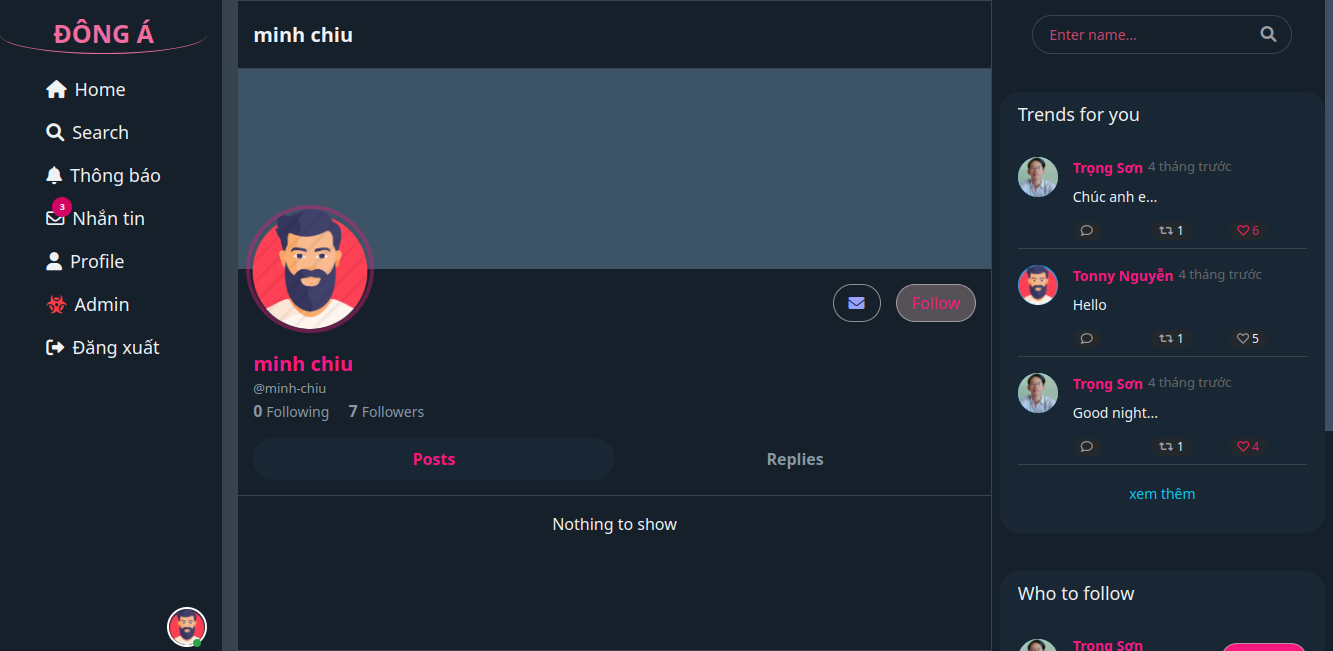 ĐÔNG Á
Home
Search
Thông báo
3
Nhắn tin
Profile
Admin
Đăng xuất
minh chiu
Follow
minh chiu
@minh-chiu
0 Following 7 Followers
Posts Replies
Nothing to show
Enter name...
Trends for you
Trọng Sơn 4 tháng trước
Chúc anh e...
1 6
Tonny Nguyễn 4 tháng trước
Hello
1 5
Trọng Sơn 4 tháng trước
Good night...
1 4
xem thêm
Who to follow
Trọng Sơn